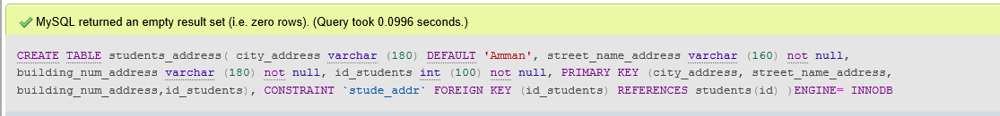 MySQL returned an empty result set (i.e. zero rows). (Query took 0.0996 seconds.)
CREATE TABLE students_address( city_address varchar (180) DEFAULT 'Amman', street_name_address varchar (160) not null,
building_num_address varchar (180) not null, id_students int (100) not null, PRIMARY KEY (city_address, street_name_address,
building_num_address,id_students), CONSTRAINT `stude_addr` FOREIGN KEY (id_students) REFERENCES students(id) )ENGINE= INNODB